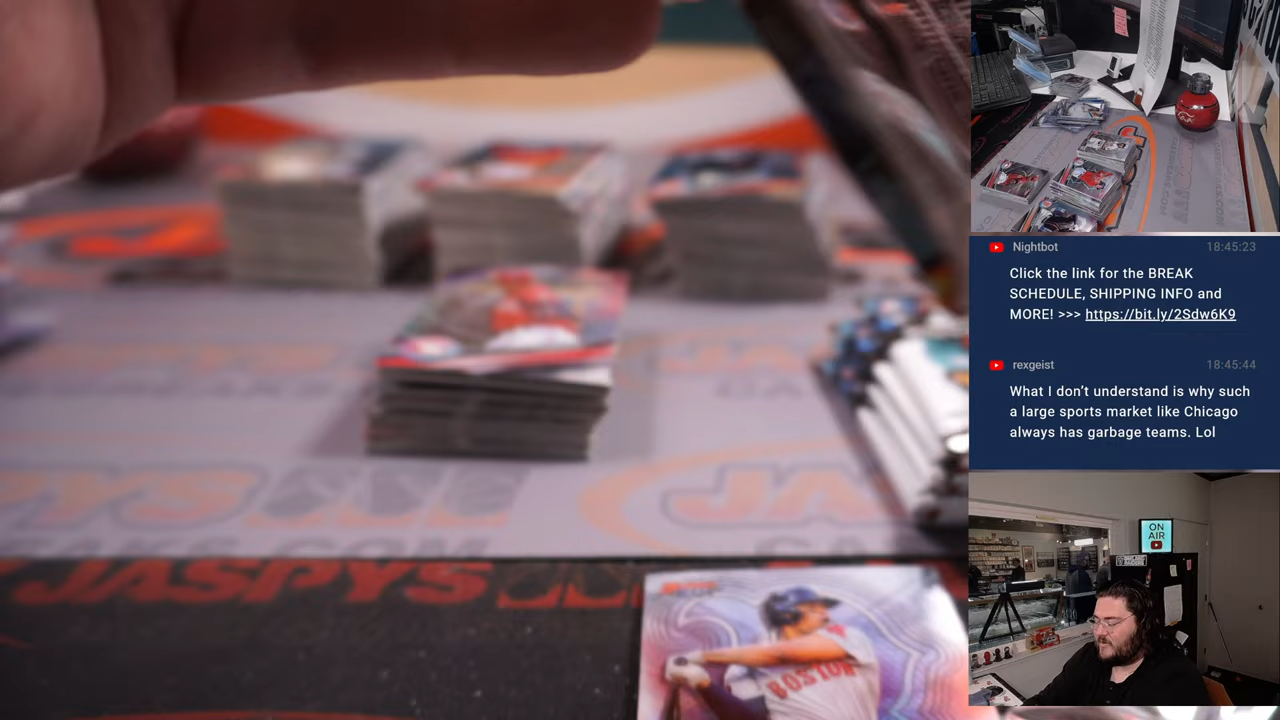 Nightbot 18:45:23
Click the link for the BREAK
SCHEDULE, SHIPPING INFO and
MORE! >>> https://bit.ly/2Sdw6K9
rexgeist 18:45:44
What I don't understand is why such
a large sports market like Chicago
always has garbage teams. Lol
ON
AIR
JASPYS
BOSTON